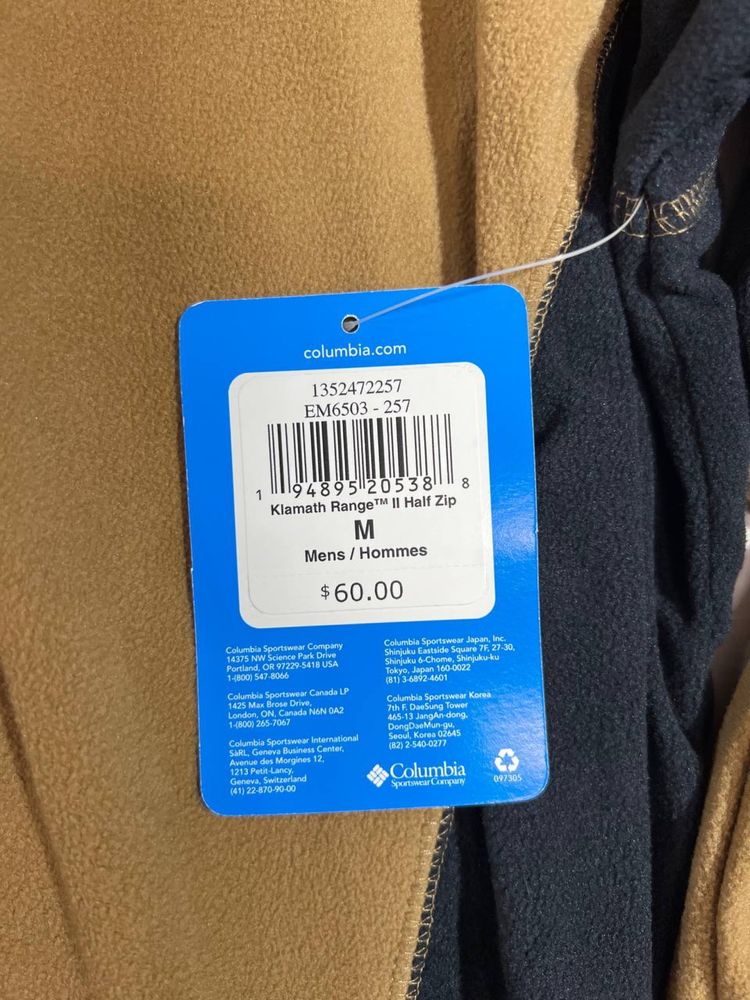 columbia.com
1352472257
EM6503 - 257
1 94895 20538 8
Klamath Range™ II Half Zip
M
Mens / Hommes
$60.00
Columbia Sportswear Company
14375 NW Science Park Drive
Portland, OR 97229-5418 USA
1-(800) 547-8066
Columbia Sportswear Canada LP
1425 Max Brose Drive,
London, ON, Canada N6N 0A2
1-(800) 265-7067
Columbia Sportswear International
SàRL, Geneva Business Center,
Avenue des Morgines 12,
1213 Petit-Lancy,
Geneva, Switzerland
(41) 22-870-90-00
Columbia Sportswear Japan, Inc.
Shinjuku Eastside Square 7F, 27-30,
Shinjuku 6-Chome, Shinjuku-ku
Tokyo, Japan 160-0022
(81) 3-6892-4601
Columbia Sportswear Korea
7th F. DaeSung Tower
465-13 JangAn-dong,
DongDaeMun-gu,
Seoul, Korea 02645
(82) 2-540-0277
Columbia
Sportswear Company
097305